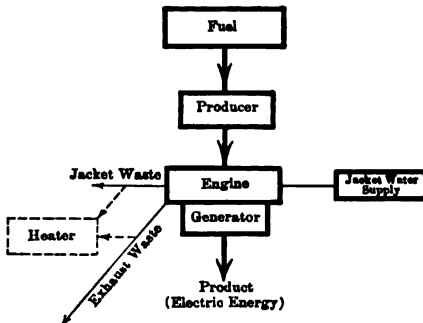 Fuel
Producer
Jacket Waste
Engine
Jacket Water
Supply
Generator
Heater
Exhaust Waste
Product
(Electric Energy)